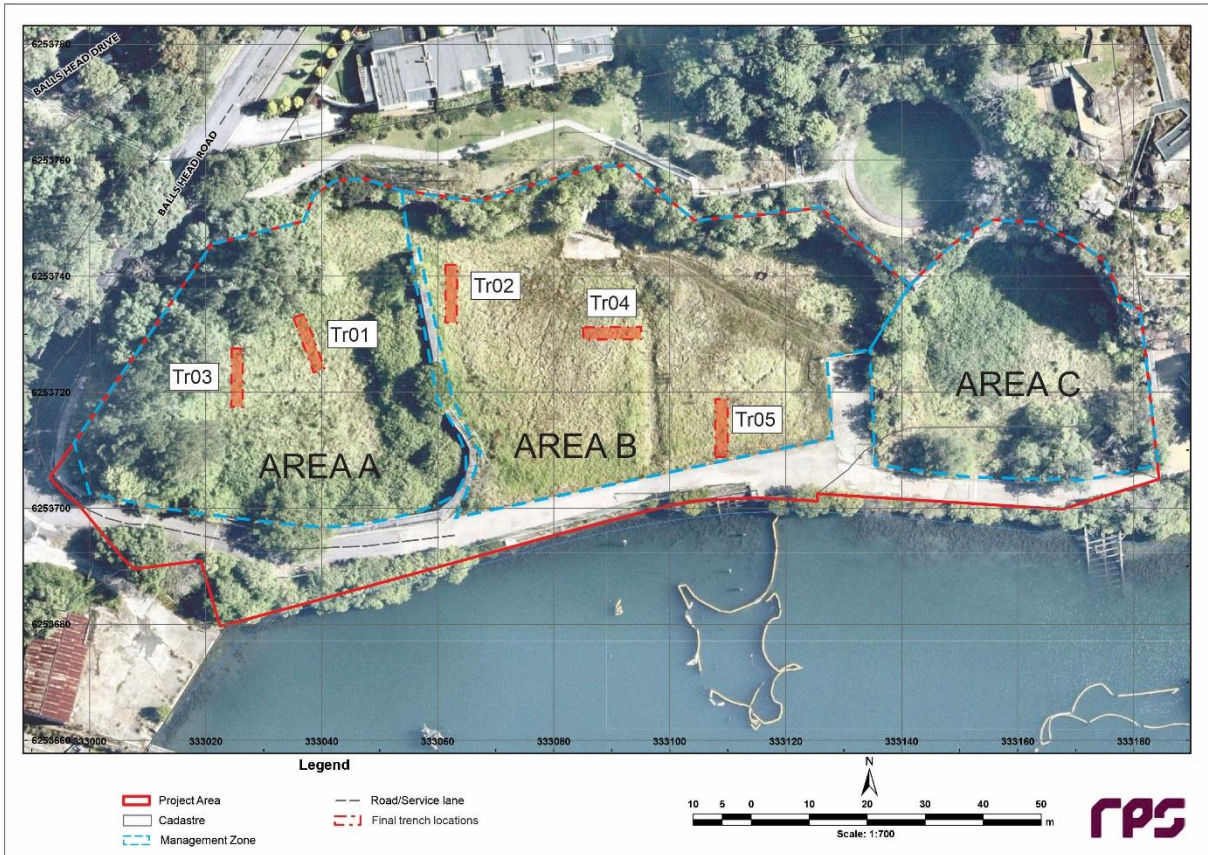 6253780
BALLS HEAD DRIVE
6253760
BALLS HEAD ROAD
6253740
Tr02
Tr04
Tr01
Tr03
6253720
AREA C
Tr05
AREA A
AREA B
6253700
6253680
6253660
333000
333020
333040
333060
333080
333100
333120
333140
333160
333180
Legend
Project Area
Cadastre
Management Zone
Road/Service lane
Final trench locations
N
10 5 0 10 20 30 40 50
m
Scale: 1:700
rps